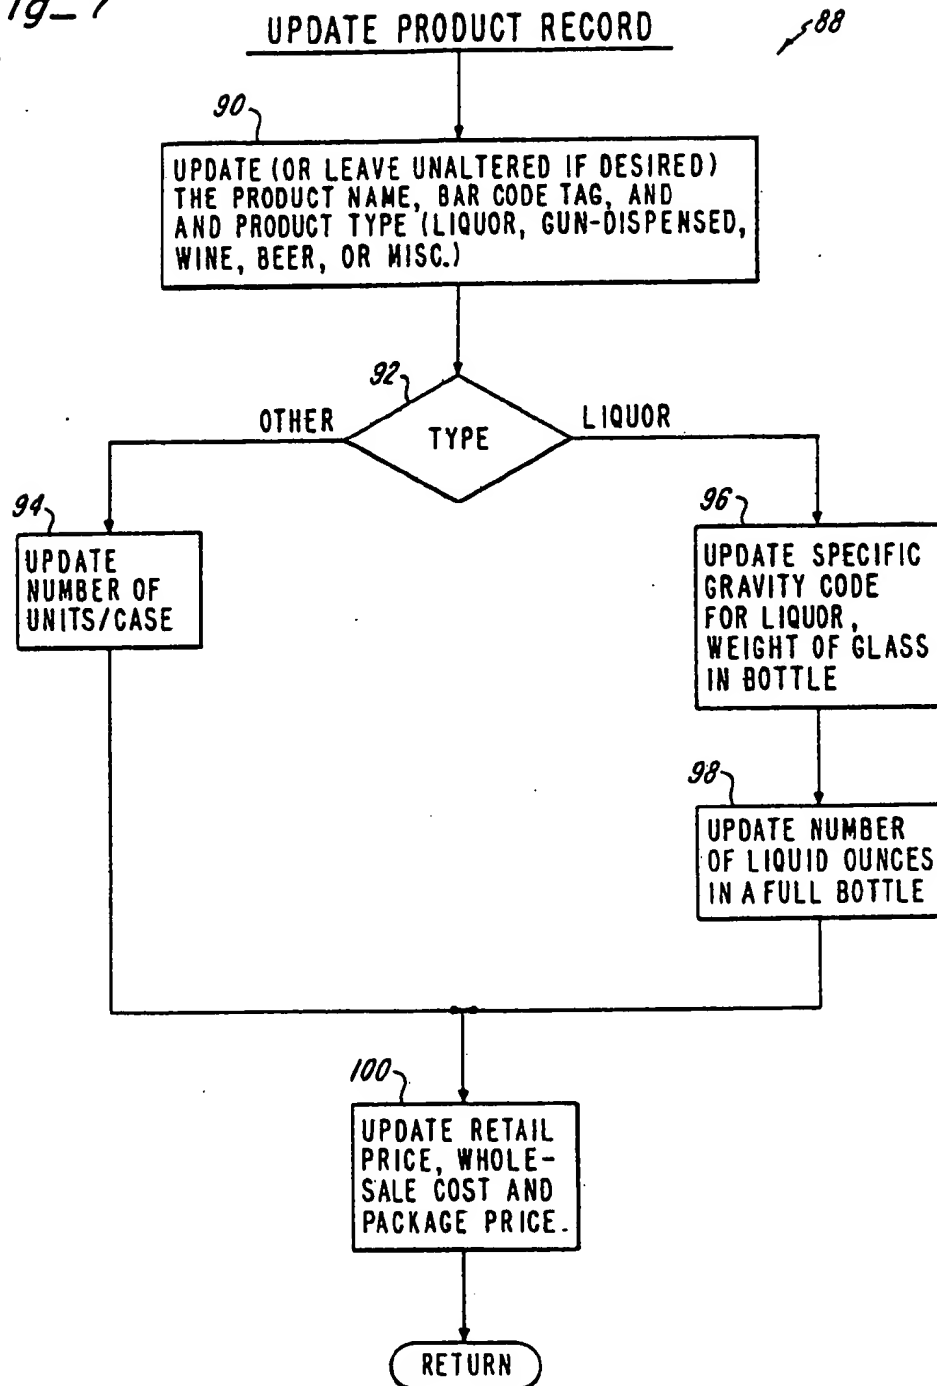 ig-7
UPDATE PRODUCT RECORD
88
90
UPDATE (OR LEAVE UNALTERED IF DESIRED)
THE PRODUCT NAME, BAR CODE TAG, AND
AND PRODUCT TYPE (LIQUOR, GUN-DISPENSED,
WINE, BEER, OR MISC.)
92
OTHER
TYPE
LIQUOR
94
UPDATE
NUMBER OF
UNITS/CASE
96
UPDATE SPECIFIC
GRAVITY CODE
FOR LIQUOR,
WEIGHT OF GLASS
IN BOTTLE
98
UPDATE NUMBER
OF LIQUID OUNCES
IN A FULL BOTTLE
100
UPDATE RETAIL
PRICE, WHOLE-
SALE COST AND
PACKAGE PRICE.
RETURN